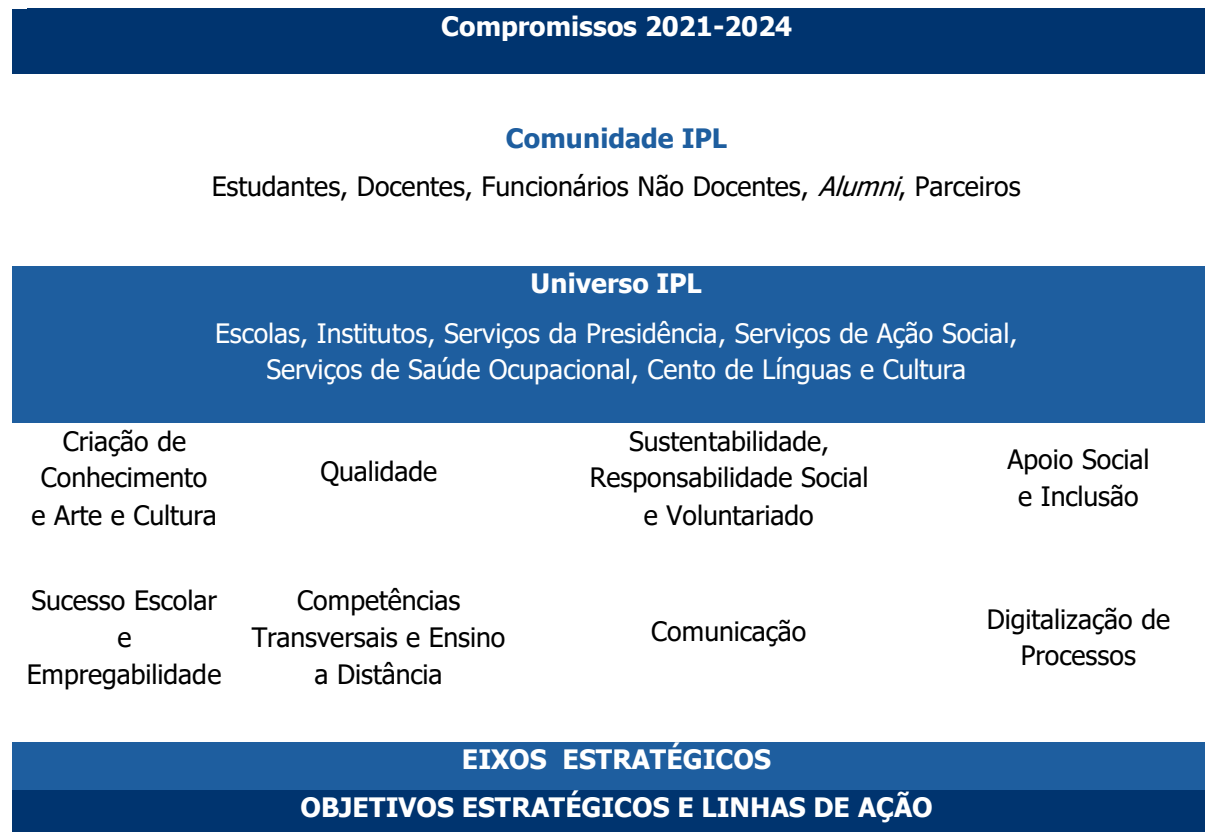 Compromissos 2021-2024
Comunidade IPL
Estudantes, Docentes, Funcionários Não Docentes, Alumni, Parceiros
Universo IPL
Escolas, Institutos, Serviços da Presidência, Serviços de Ação Social,
Serviços de Saúde Ocupacional, Cento de Línguas e Cultura
Criação de
Conhecimento
e Arte e Cultura
Qualidade
Sustentabilidade,
Responsabilidade Social
e Voluntariado
Apoio Social
e Inclusão
Sucesso Escolar
e
Empregabilidade
Competências
Transversais e Ensino
a Distância
Comunicação
Digitalização de
Processos
EIXOS ESTRATÉGICOS
OBJETIVOS ESTRATÉGICOS E LINHAS DE AÇÃO